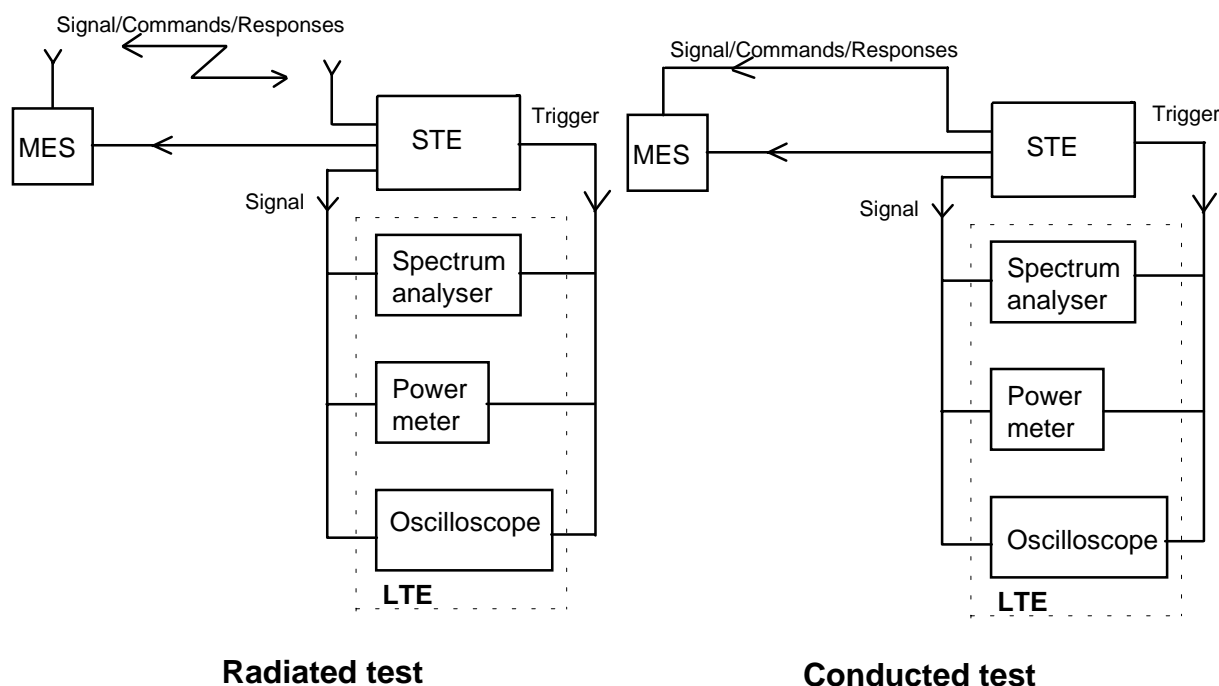 Signal/Commands/Responses
MES
STE
Trigger
Signal
Spectrum
analyser
Power
meter
Oscilloscope
LTE
Radiated test
Signal/Commands/Responses
MES
STE
Trigger
Signal
Spectrum
analyser
Power
meter
Oscilloscope
LTE
Conducted test